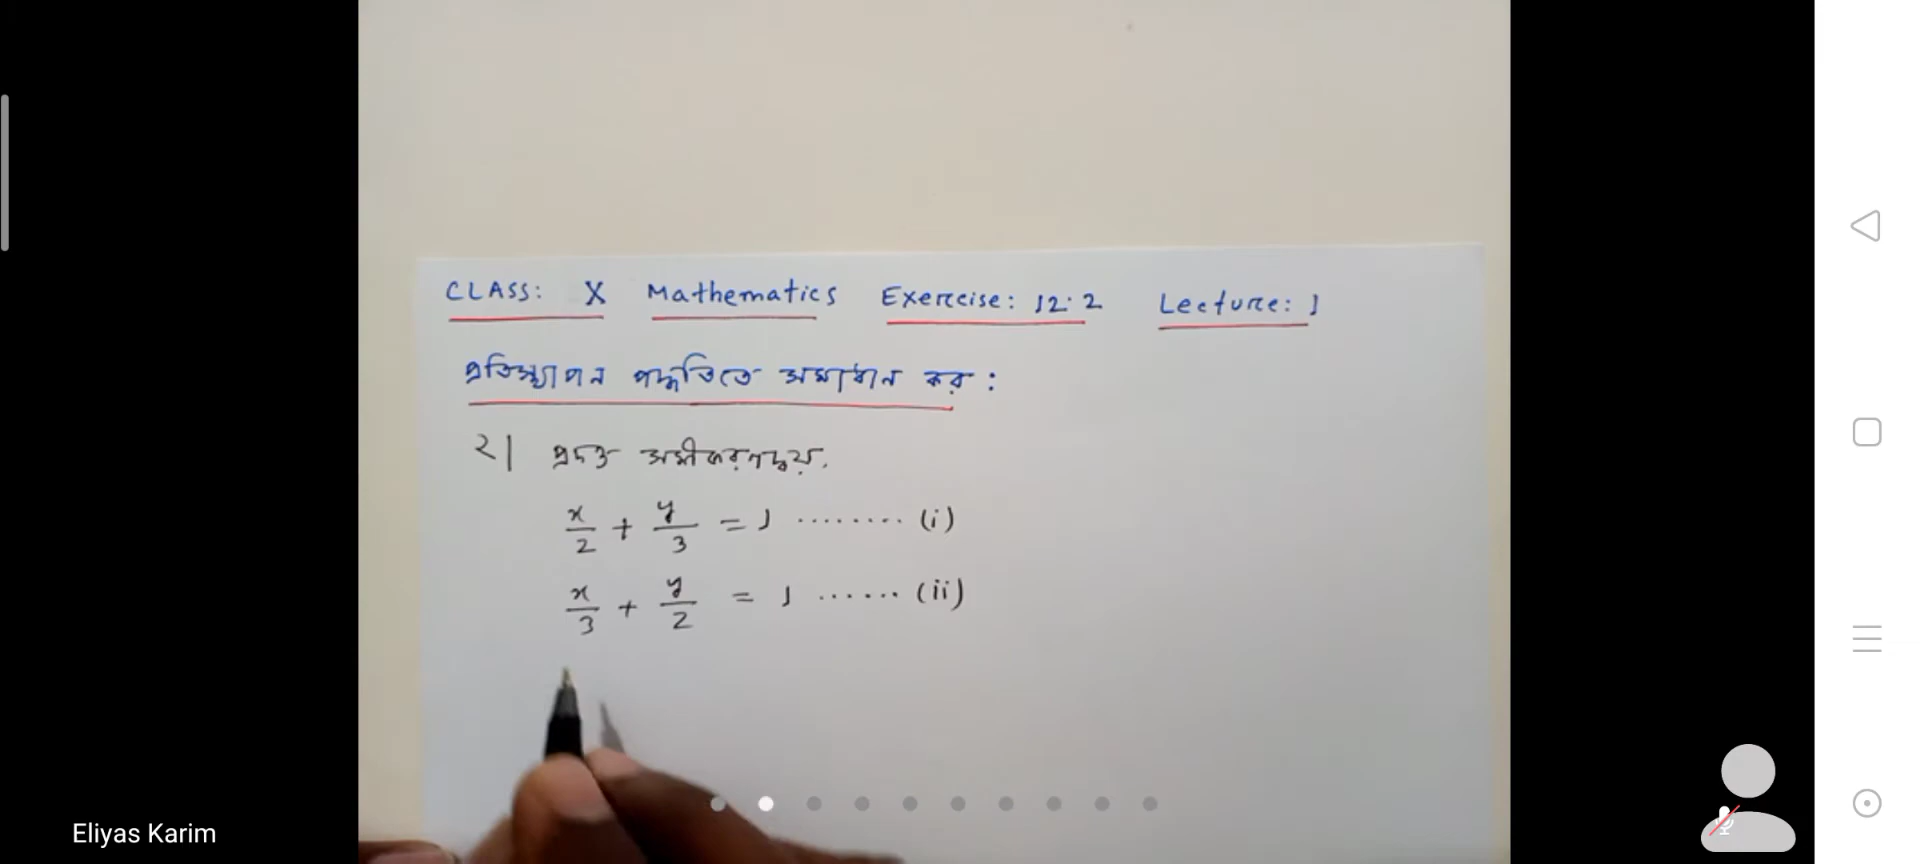 CLASS: X Mathematics Exercise: 12.2 Lecture: 1
প্রতিস্থাপন পদ্ধতিতে সমাধান কর :
২। প্রদত্ত সমীকরণদ্বয়,
x/2 + y/3 = 1 ........ (i)
x/3 + y/2 = 1 ...... (ii)
Eliyas Karim